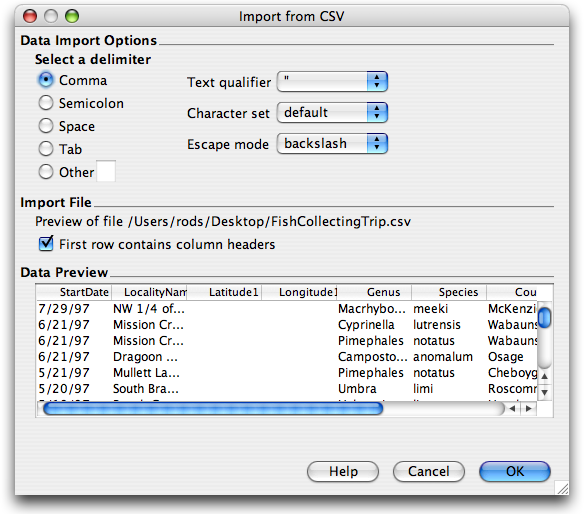 Import from CSV
Data Import Options
Select a delimiter
Comma
Text qualifier "
Semicolon
Character set default
Space
Escape mode backslash
Tab
Other
Import File
Preview of file /Users/rods/Desktop/FishCollectingTrip.csv
First row contains column headers
Data Preview
StartDate LocalityNam Latitude1 Longitude1 Genus Species Cou
7/29/97 NW 1/4 of... Macrhybo... meeki McKenzi
6/21/97 Mission Cr... Cyprinella lutrensis Wabauns
6/21/97 Mission Cr... Pimephales notatus Wabauns
6/21/97 Dragoon ... Camposto... anomalum Osage
5/21/97 Mullett La... Pimephales notatus Cheboyg
5/20/97 South Bra... Umbra limi Roscomm
Help Cancel OK